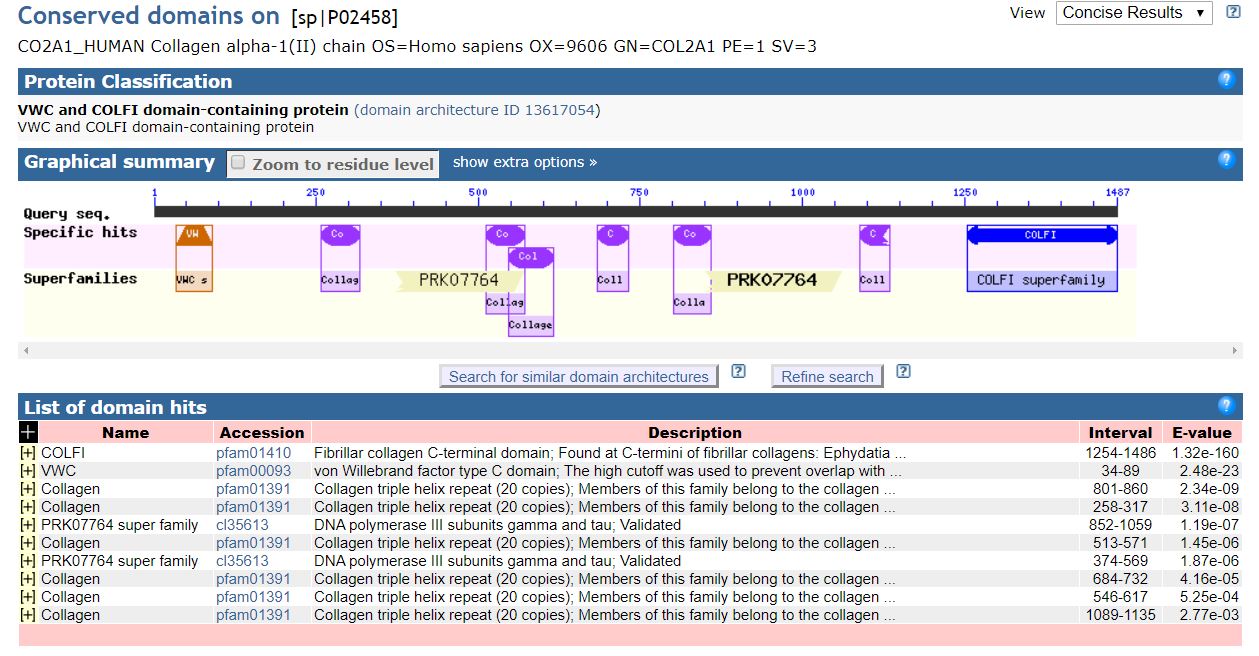 Conserved domains on [sp|P02458]
View Concise Results ▼ ?
CO2A1_HUMAN Collagen alpha-1(II) chain OS=Homo sapiens OX=9606 GN=COL2A1 PE=1 SV=3
Protein Classification ?
VWC and COLFI domain-containing protein (domain architecture ID 13617054)
VWC and COLFI domain-containing protein
Graphical summary Zoom to residue level show extra options » ?
1 250 500 750 1000 1250 1487
Query seq.
Specific hits VW Co Co C Co C COLFI
Col
Superfamilies VWC s Collag PRK07764 Coll PRK07764 Coll COLFI superfamily
Collag Colla
Collage
Search for similar domain architectures ? Refine search ?
List of domain hits ?
+ Name Accession Description Interval E-value
[+] COLFI pfam01410 Fibrillar collagen C-terminal domain; Found at C-termini of fibrillar collagens: Ephydatia ... 1254-1486 1.32e-160
[+] VWC pfam00093 von Willebrand factor type C domain; The high cutoff was used to prevent overlap with ... 34-89 2.48e-23
[+] Collagen pfam01391 Collagen triple helix repeat (20 copies); Members of this family belong to the collagen ... 801-860 2.34e-09
[+] Collagen pfam01391 Collagen triple helix repeat (20 copies); Members of this family belong to the collagen ... 258-317 3.11e-08
[+] PRK07764 super family cl35613 DNA polymerase III subunits gamma and tau; Validated 852-1059 1.19e-07
[+] Collagen pfam01391 Collagen triple helix repeat (20 copies); Members of this family belong to the collagen ... 513-571 1.45e-06
[+] PRK07764 super family cl35613 DNA polymerase III subunits gamma and tau; Validated 374-569 1.87e-06
[+] Collagen pfam01391 Collagen triple helix repeat (20 copies); Members of this family belong to the collagen ... 684-732 4.16e-05
[+] Collagen pfam01391 Collagen triple helix repeat (20 copies); Members of this family belong to the collagen ... 546-617 5.25e-04
[+] Collagen pfam01391 Collagen triple helix repeat (20 copies); Members of this family belong to the collagen ... 1089-1135 2.77e-03